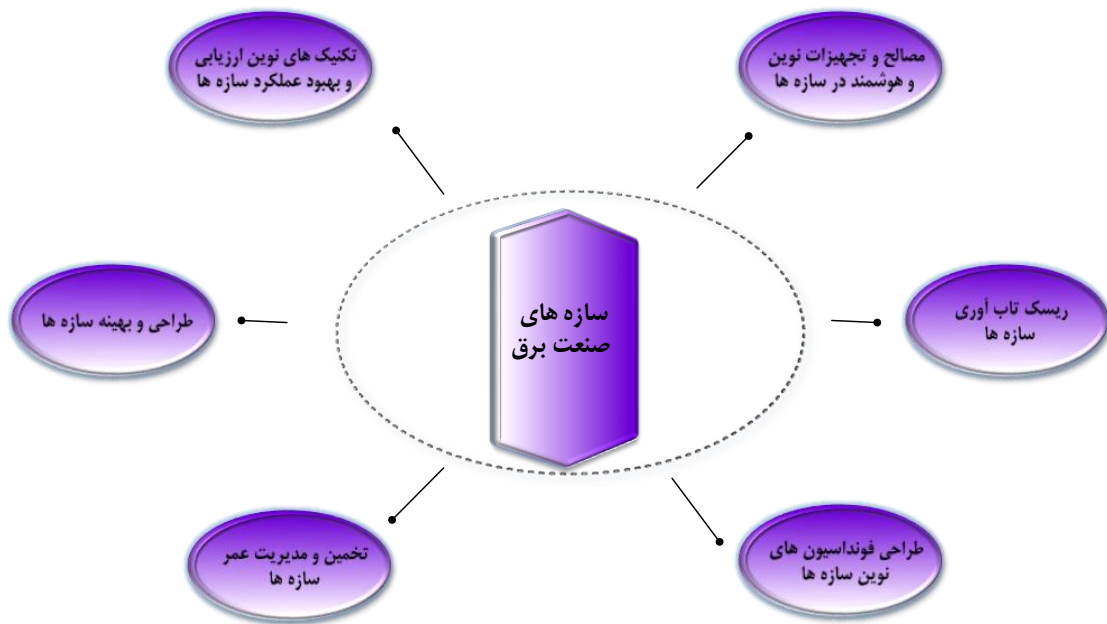 مصالح و تجهیزات نوین
و هوشمند در سازه ها
تکنیک های نوین ارزیابی
و بهبود عملکرد سازه ها
ریسک تاب آوری
سازه ها
سازه های
صنعت برق
طراحی و بهینه سازه ها
طراحی فونداسیون های
نوین سازه ها
تخمین و مدیریت عمر
سازه ها